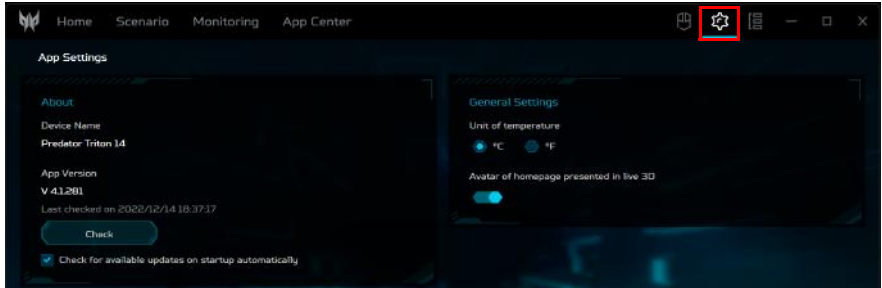 Home Scenario Monitoring App Center
App Settings
About
Device Name
Predator Triton 14
App Version
V 4.1.281
Last checked on 2022/12/14 18:37:17
Check
Check for available updates on startup automatically
General Settings
Unit of temperature
°C °F
Avatar of homepage presented in live 3D